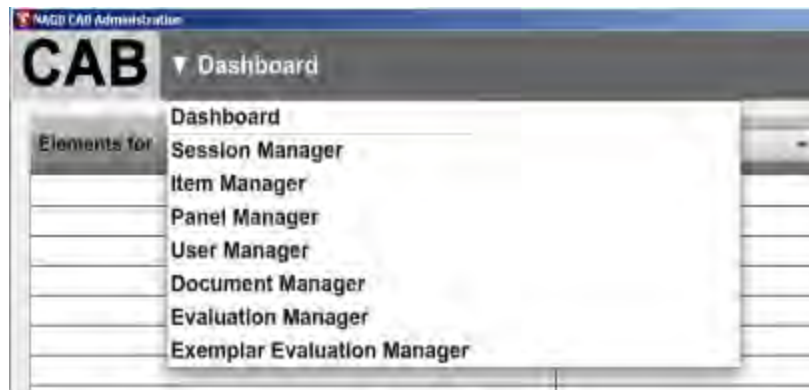 NAGB CAB Administration
CAB ▼ Dashboard
Dashboard
Elements for
Session Manager
Item Manager
Panel Manager
User Manager
Document Manager
Evaluation Manager
Exemplar Evaluation Manager